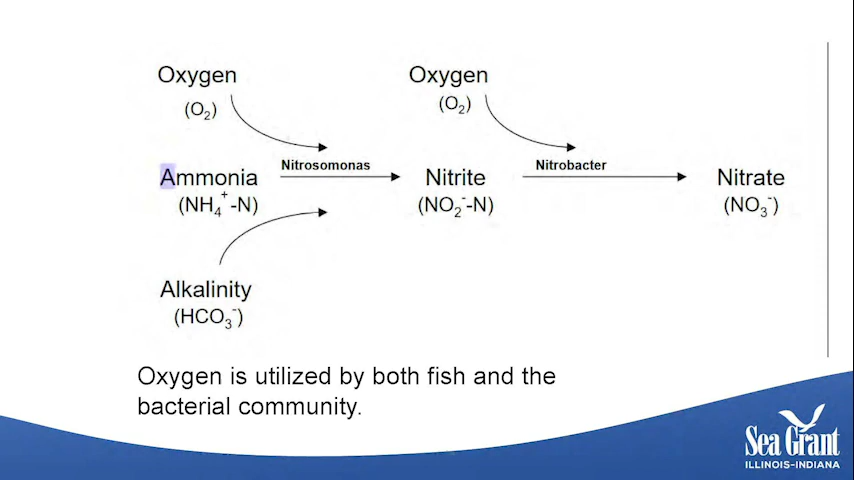 Oxygen
(O₂)
Oxygen
(O₂)
Ammonia
(NH₄⁺-N)
Nitrosomonas
Nitrite
(NO₂⁻-N)
Nitrobacter
Nitrate
(NO₃⁻)
Alkalinity
(HCO₃⁻)
Oxygen is utilized by both fish and the
bacterial community.
Sea Grant
ILLINOIS-INDIANA